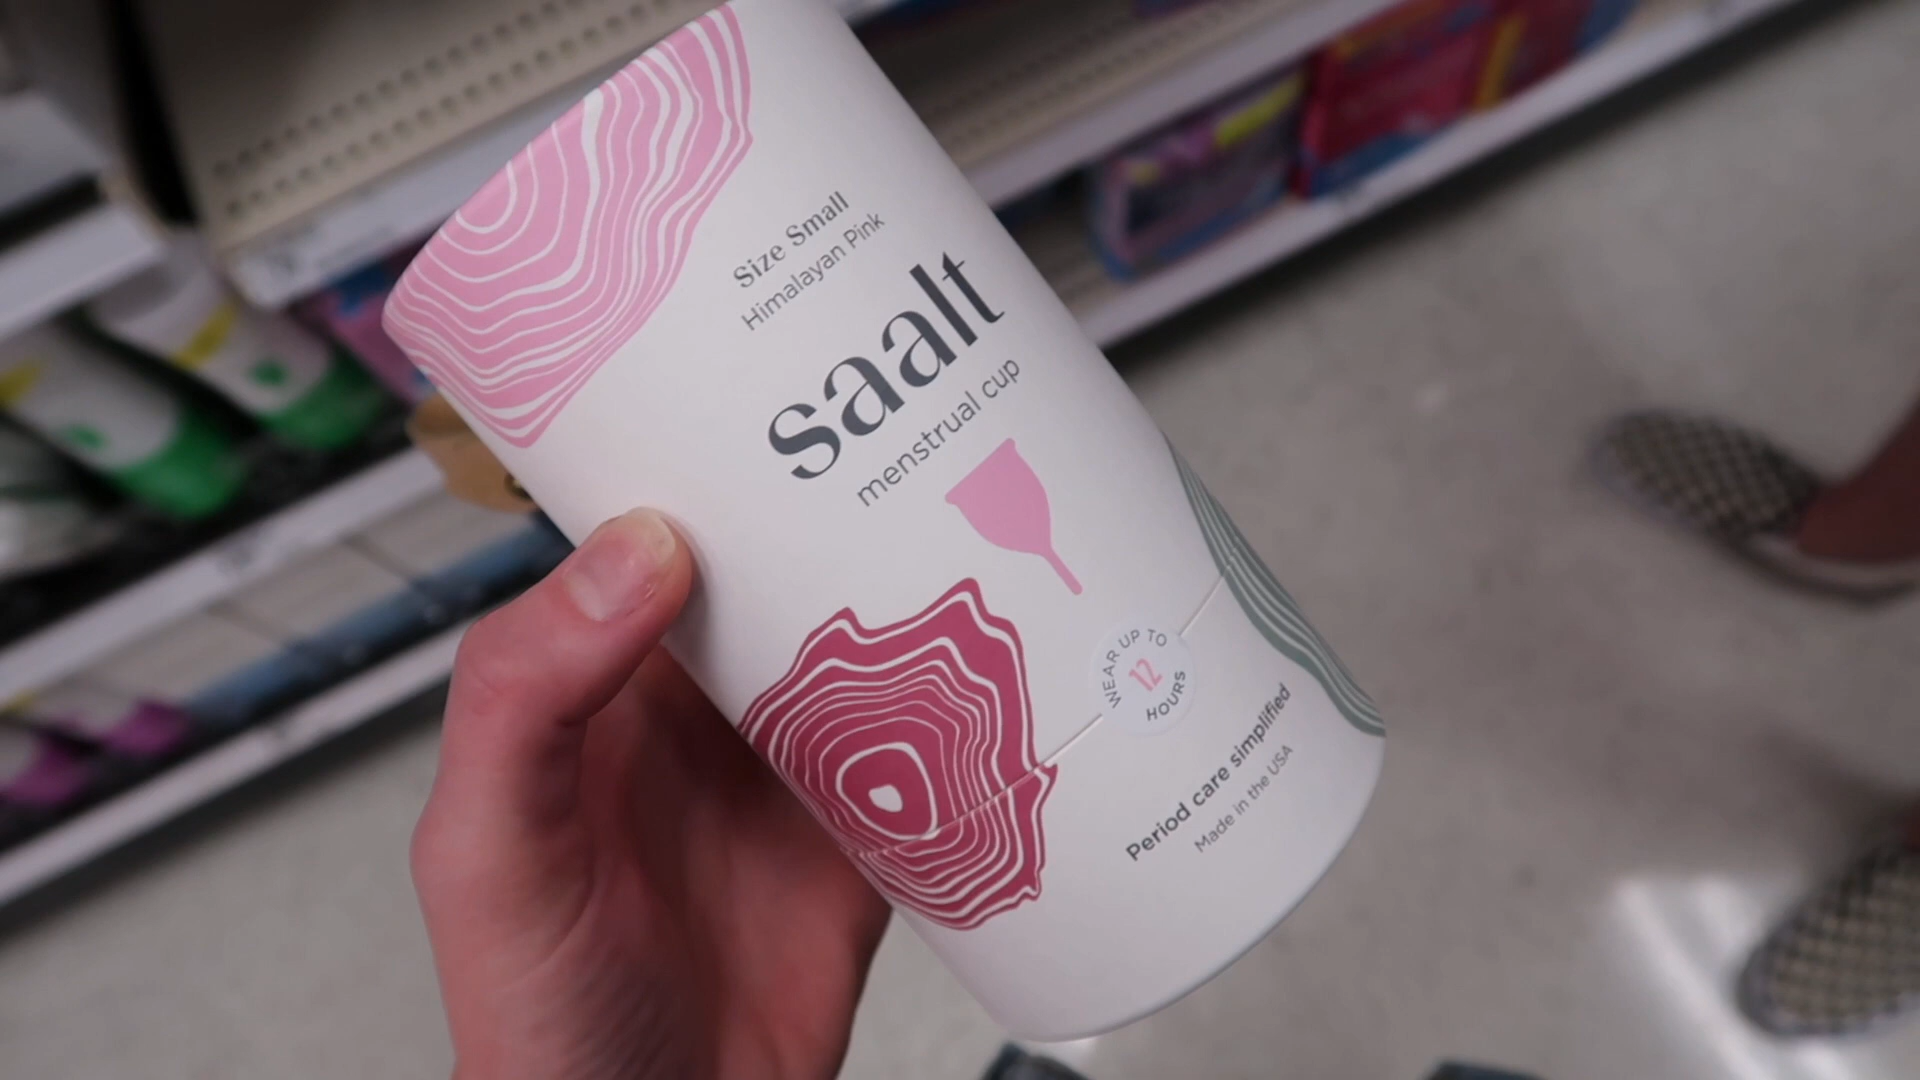 Size Small
Himalayan Pink
saalt
menstrual cup
WEAR UP TO
12
HOURS
Period care simplified
Made in the USA